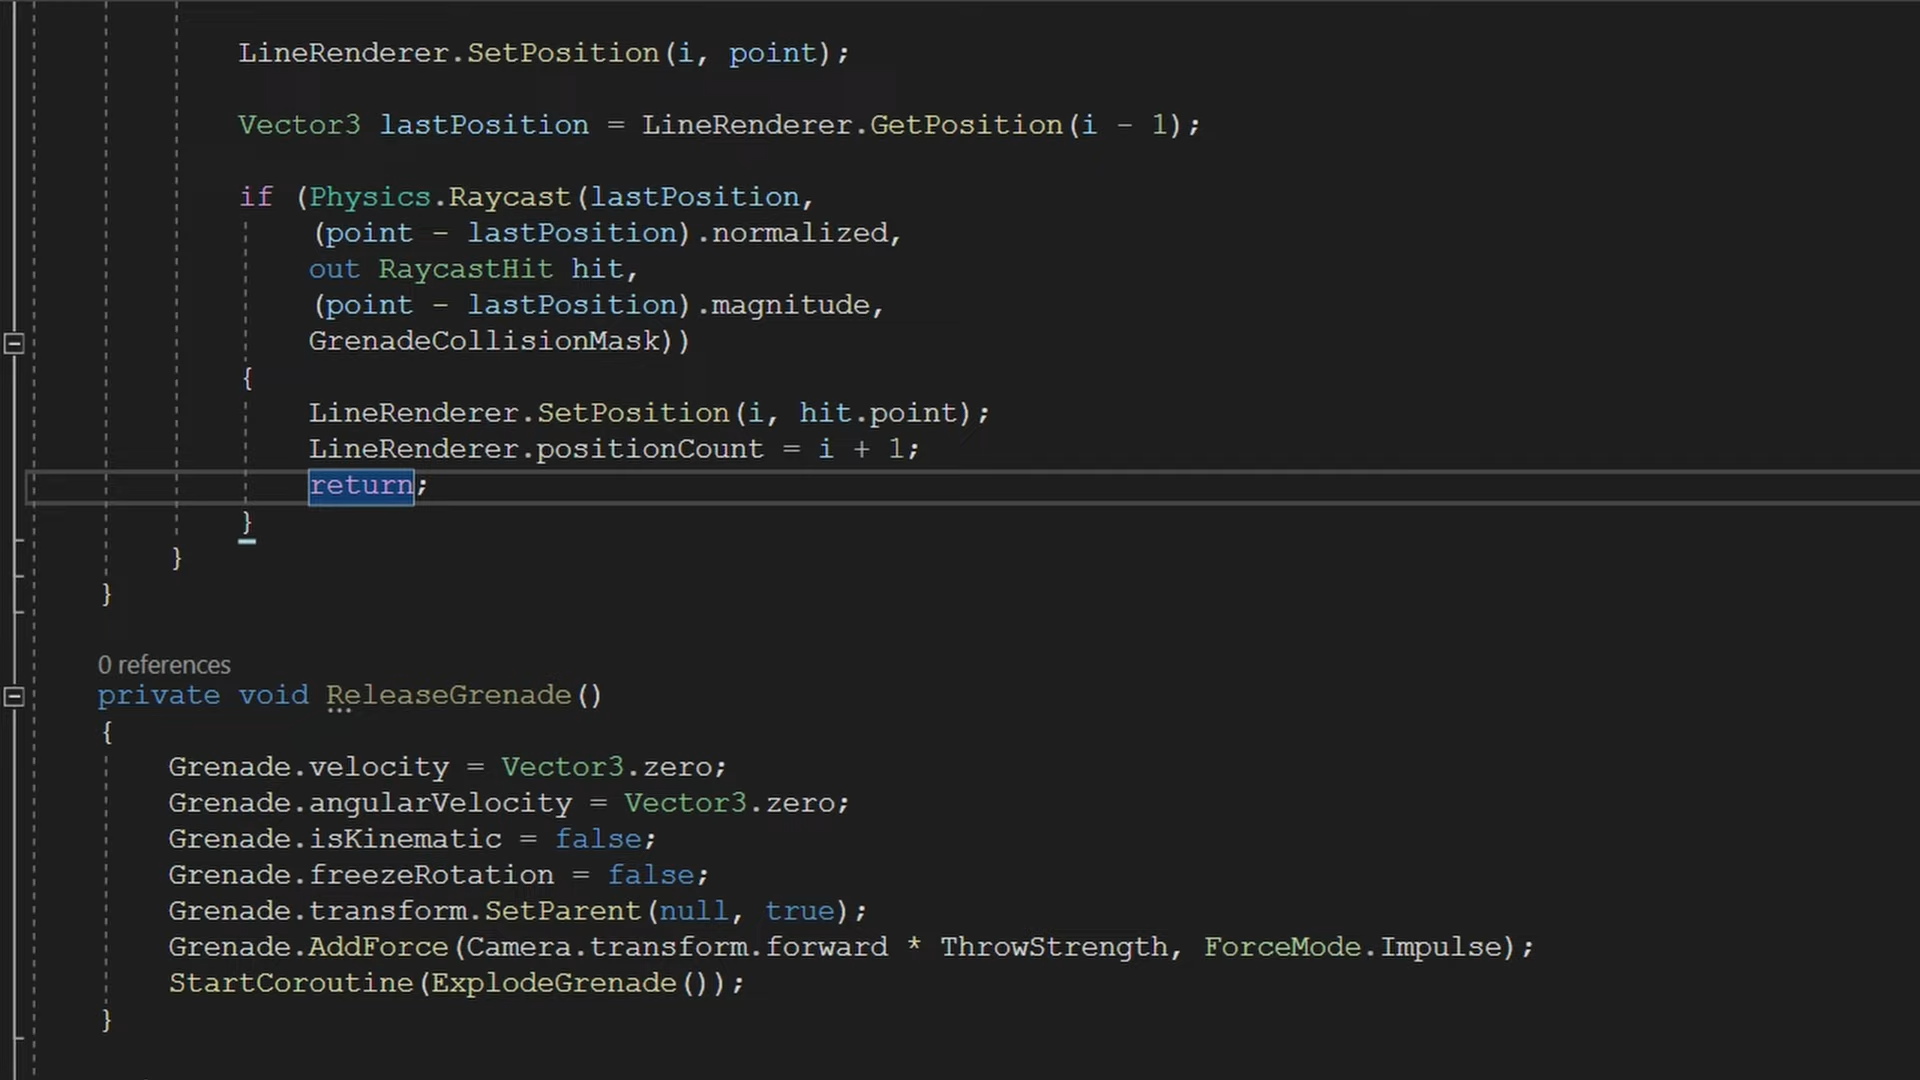 LineRenderer.SetPosition(i, point);
Vector3 lastPosition = LineRenderer.GetPosition(i - 1);
if (Physics.Raycast(lastPosition,
(point - lastPosition).normalized,
out RaycastHit hit,
(point - lastPosition).magnitude,
GrenadeCollisionMask))
{
LineRenderer.SetPosition(i, hit.point);
LineRenderer.positionCount = i + 1;
return;
}
}
}
0 references
private void ReleaseGrenade()
{
Grenade.velocity = Vector3.zero;
Grenade.angularVelocity = Vector3.zero;
Grenade.isKinematic = false;
Grenade.freezeRotation = false;
Grenade.transform.SetParent(null, true);
Grenade.AddForce(Camera.transform.forward * ThrowStrength, ForceMode.Impulse);
StartCoroutine(ExplodeGrenade());
}